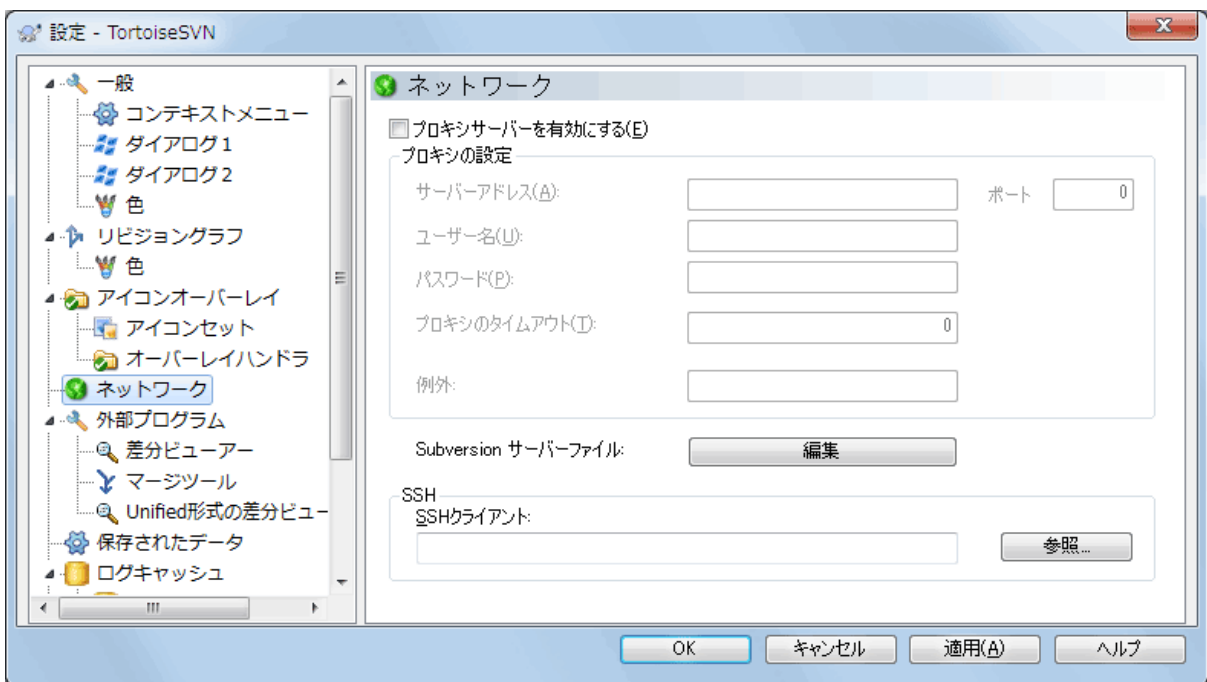 設定 - TortoiseSVN
一般
コンテキストメニュー
ダイアログ1
ダイアログ2
色
リビジョングラフ
色
アイコンオーバーレイ
アイコンセット
オーバーレイハンドラ
ネットワーク
外部プログラム
差分ビューアー
マージツール
Unified形式の差分ビュー
保存されたデータ
ログキャッシュ
ネットワーク
プロキシサーバーを有効にする(E)
プロキシの設定
サーバーアドレス(A):
ポート
0
ユーザー名(U):
パスワード(P):
プロキシのタイムアウト(T):
0
例外:
Subversion サーバーファイル:
編集
SSH
SSHクライアント:
参照...
OK
キャンセル
適用(A)
ヘルプ